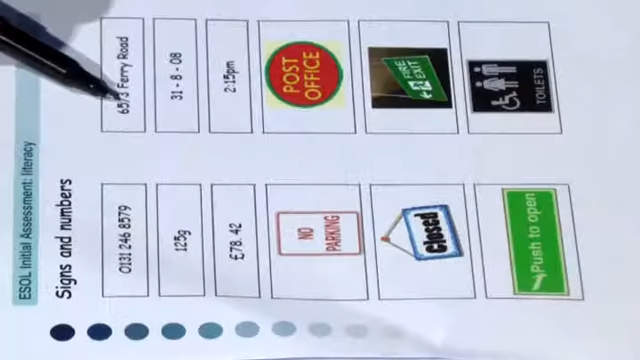 ESOL Initial Assessment: literacy
Signs and numbers
0131 246 8579
65/3 Ferry Road
125g
31 - 8 - 08
£78.42
2:15pm
NO
PARKING
POST
OFFICE
Closed
FIRE
EXIT
Push to open
TOILETS